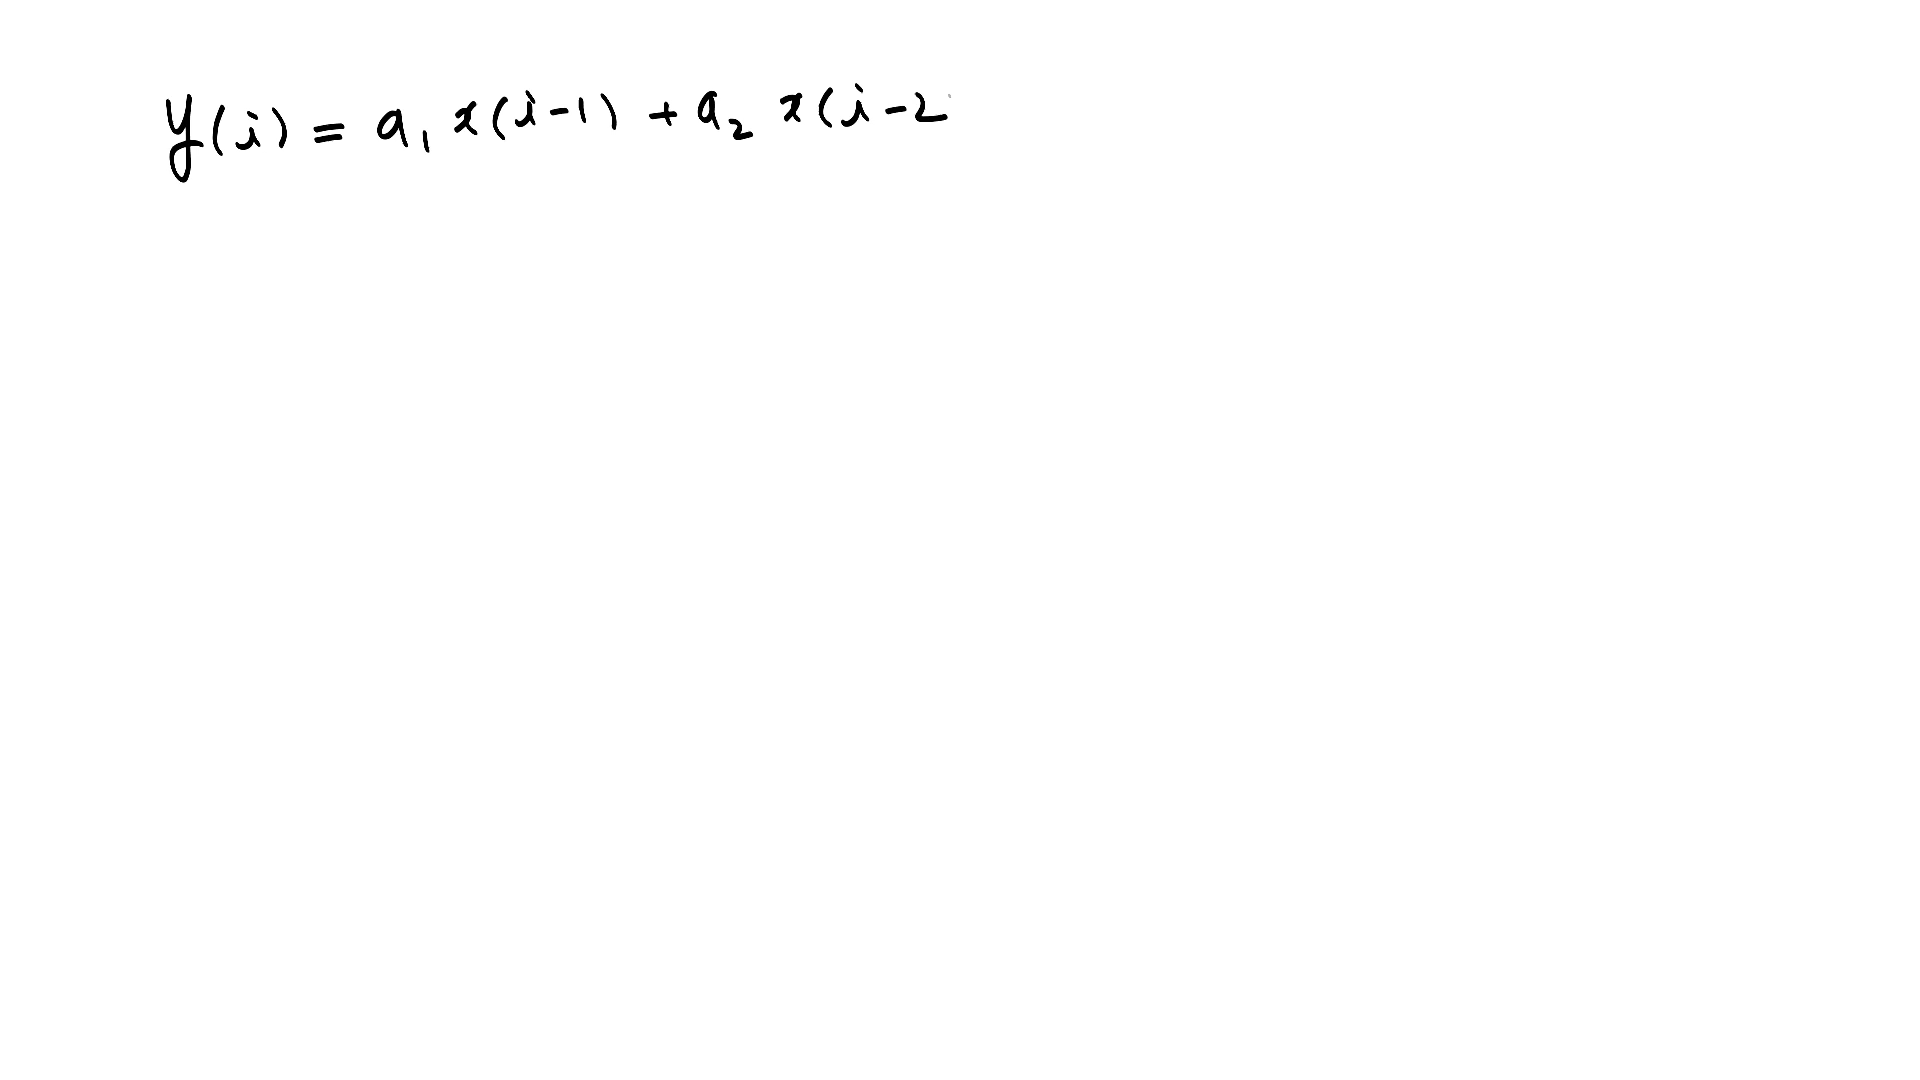 y(i) = a₁ x(i-1) + a₂ x(i-2